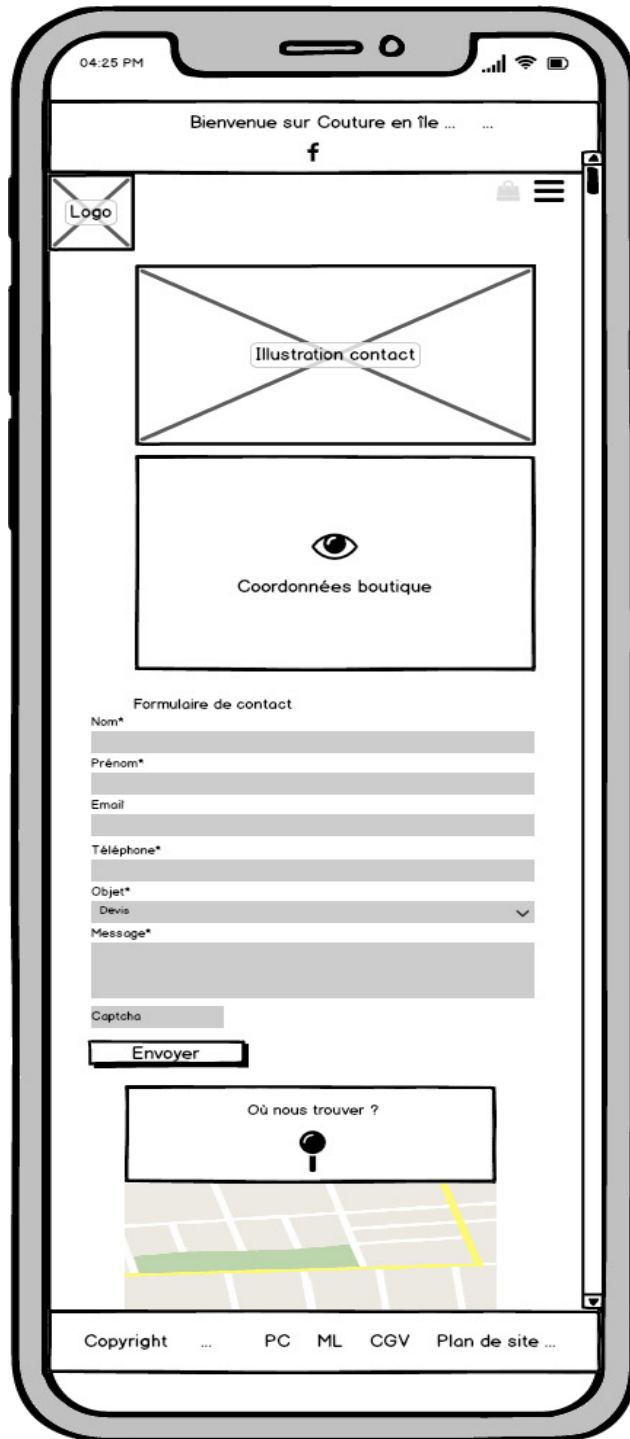 04:25 PM
Bienvenue sur Couture en île ... ...
f
Logo
Illustration contact
Coordonnées boutique
Formulaire de contact
Nom*
Prénom*
Email
Téléphone*
Objet*
Devis
Message*
Captcha
Envoyer
Où nous trouver ?
Copyright ... PC ML CGV Plan de site ...